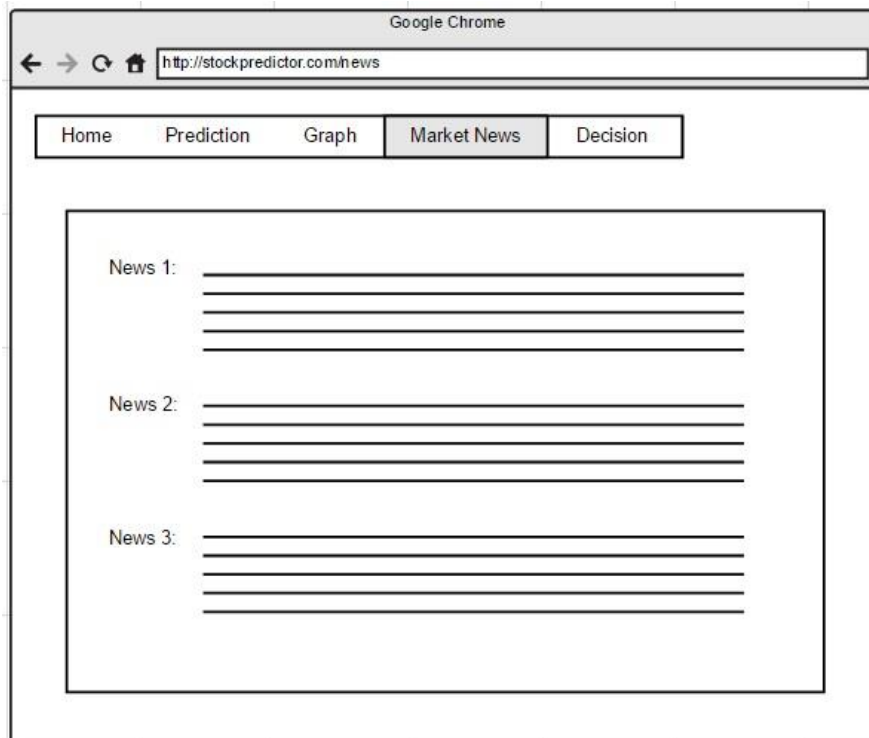 Google Chrome
http://stockpredictor.com/news
Home Prediction Graph Market News Decision
News 1:
News 2:
News 3: